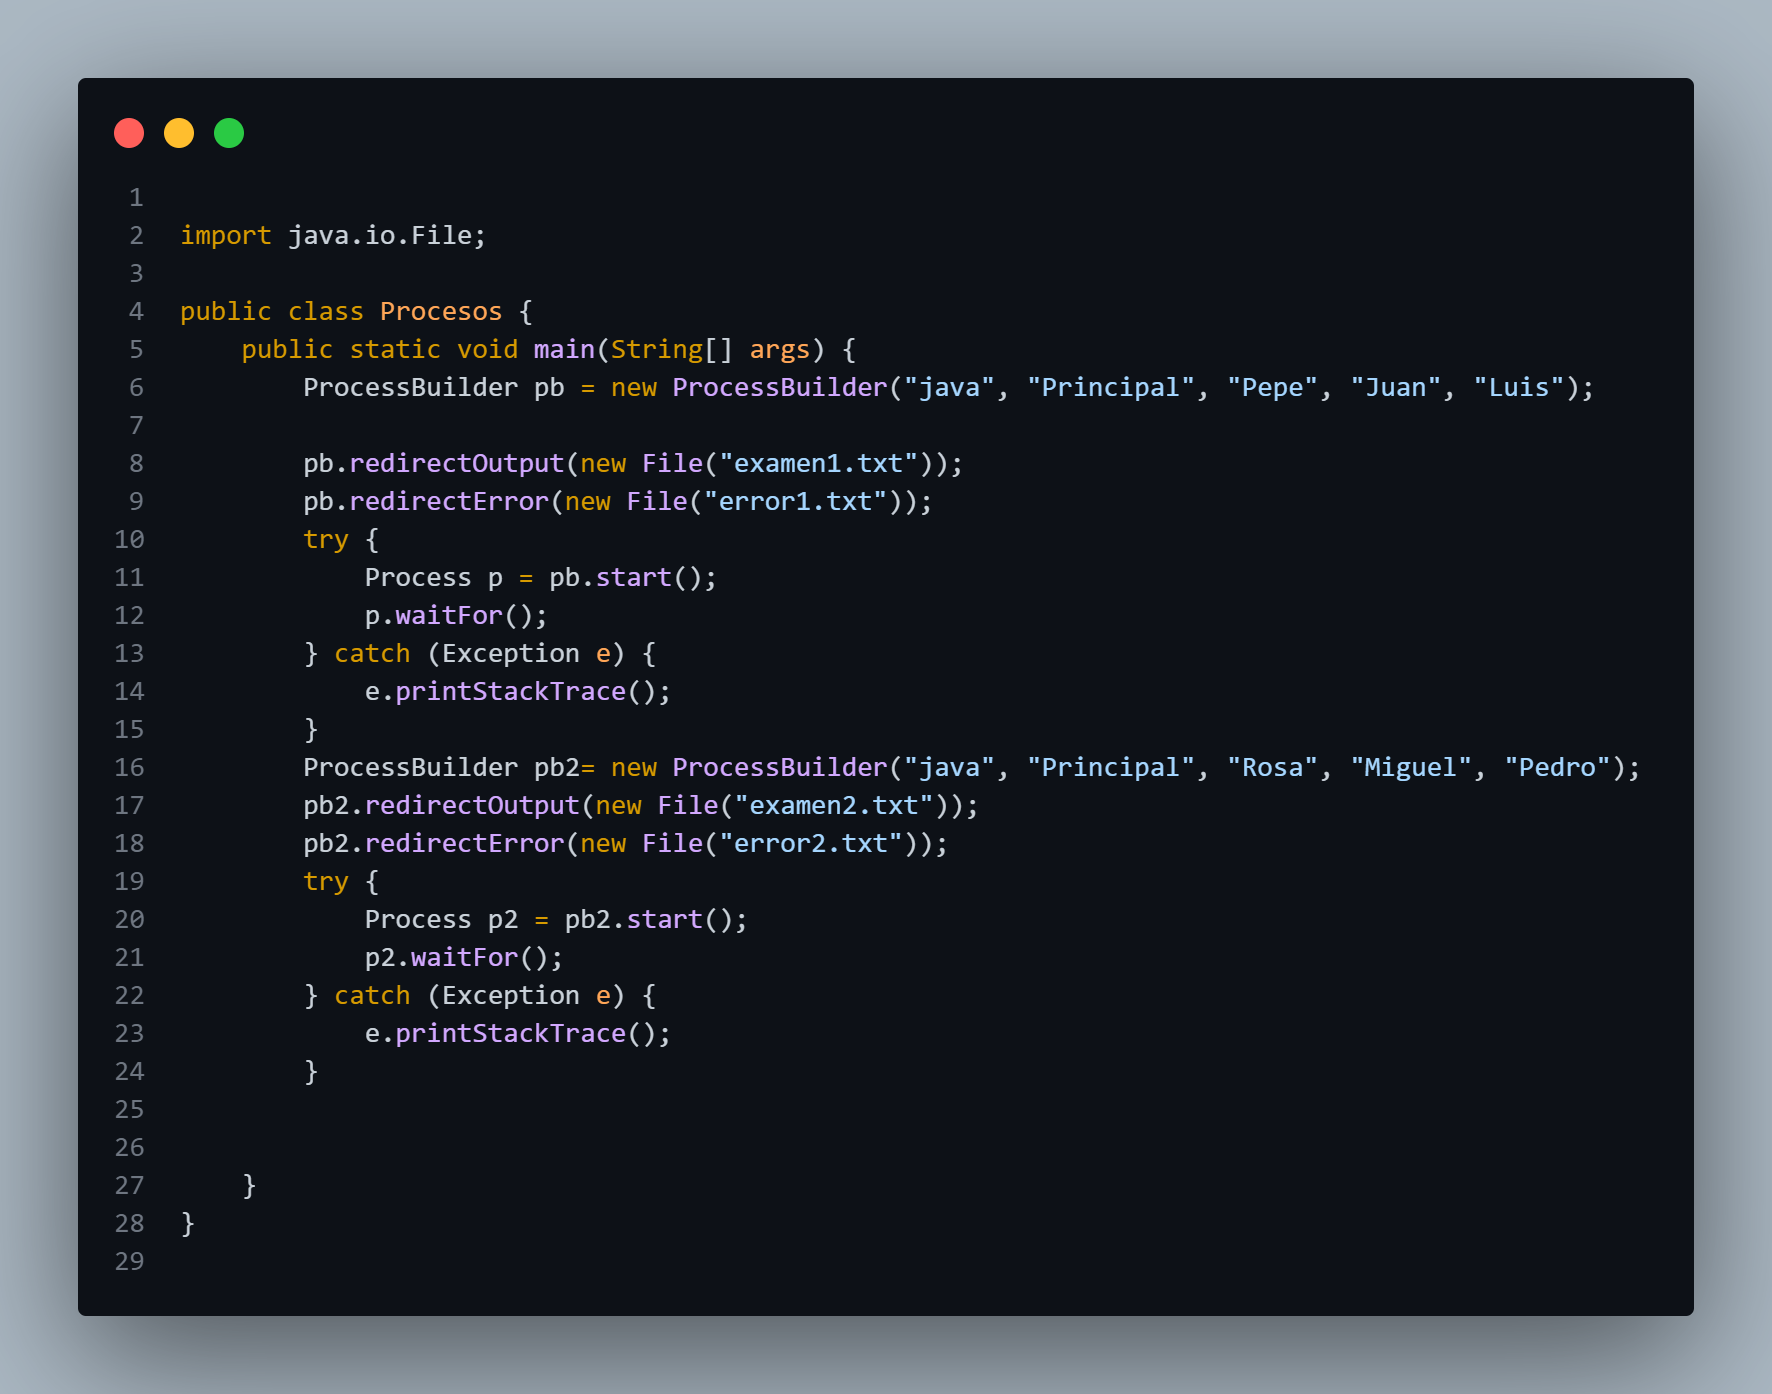 1
2 import java.io.File;
3
4 public class Procesos {
5     public static void main(String[] args) {
6         ProcessBuilder pb = new ProcessBuilder("java", "Principal", "Pepe", "Juan", "Luis");
7
8         pb.redirectOutput(new File("examen1.txt"));
9         pb.redirectError(new File("error1.txt"));
10         try {
11             Process p = pb.start();
12             p.waitFor();
13         } catch (Exception e) {
14             e.printStackTrace();
15         }
16         ProcessBuilder pb2= new ProcessBuilder("java", "Principal", "Rosa", "Miguel", "Pedro");
17         pb2.redirectOutput(new File("examen2.txt"));
18         pb2.redirectError(new File("error2.txt"));
19         try {
20             Process p2 = pb2.start();
21             p2.waitFor();
22         } catch (Exception e) {
23             e.printStackTrace();
24         }
25
26
27     }
28 }
29